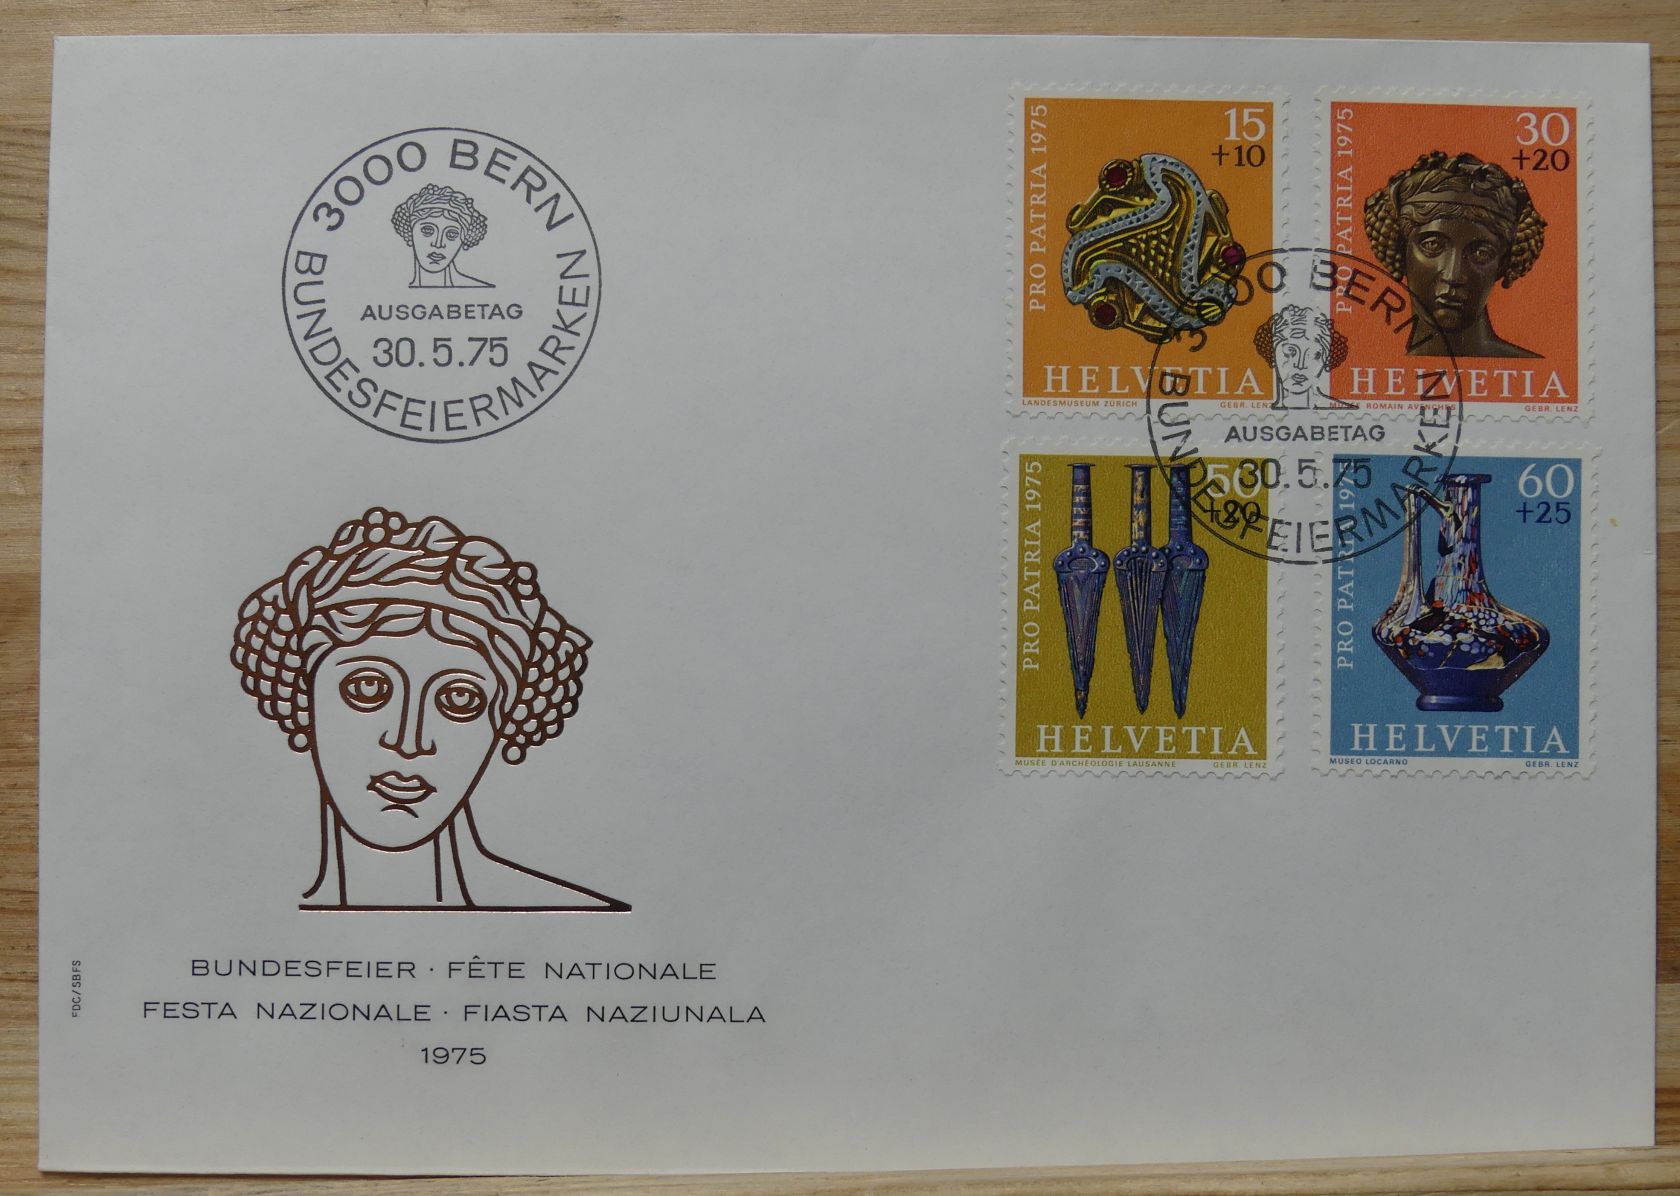 3000 BERN
AUSGABETAG
30.5.75
BUNDESFEIERMARKEN
PRO PATRIA 1975
15
+10
HELVETIA
LANDESMUSEUM ZÜRICH GEBR. LENZ
PRO PATRIA 1975
30
+20
HELVETIA
MUSÉE ROMAIN AVENCHES GEBR. LENZ
3000 BERN
AUSGABETAG
30.5.75
BUNDESFEIERMARKEN
PRO PATRIA 1975
50
+20
HELVETIA
MUSÉE D'ARCHÉOLOGIE LAUSANNE GEBR. LENZ
PRO PATRIA 1975
60
+25
HELVETIA
MUSEO LOCARNO GEBR. LENZ
FDC/SBFS
BUNDESFEIER · FÊTE NATIONALE
FESTA NAZIONALE · FIASTA NAZIUNALA
1975